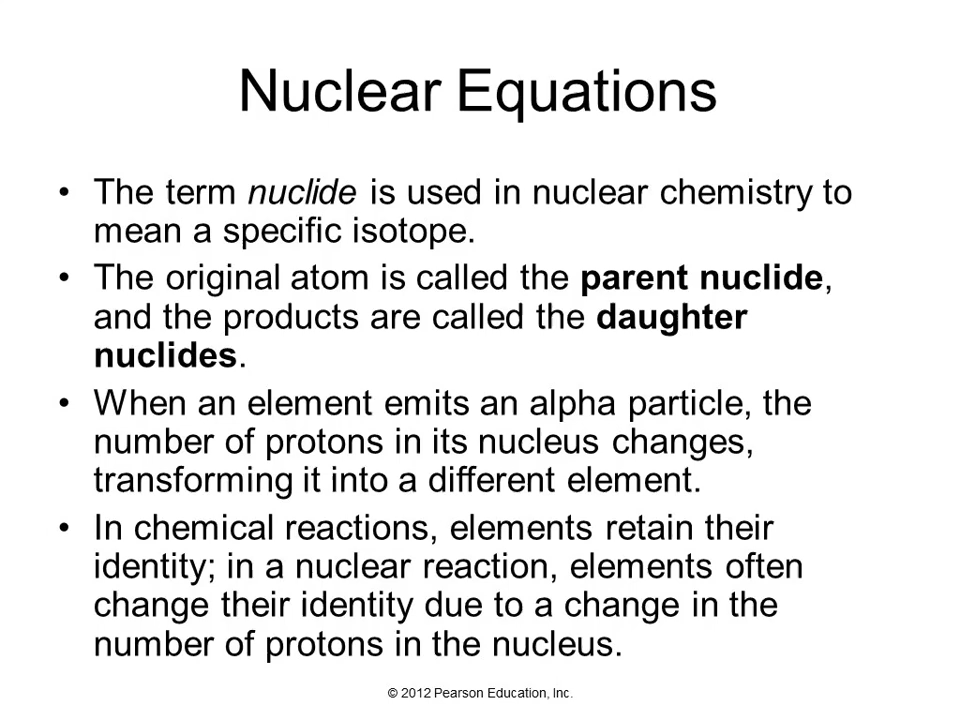 Nuclear Equations
• The term nuclide is used in nuclear chemistry to
mean a specific isotope.
• The original atom is called the parent nuclide,
and the products are called the daughter
nuclides.
• When an element emits an alpha particle, the
number of protons in its nucleus changes,
transforming it into a different element.
• In chemical reactions, elements retain their
identity; in a nuclear reaction, elements often
change their identity due to a change in the
number of protons in the nucleus.
© 2012 Pearson Education, Inc.